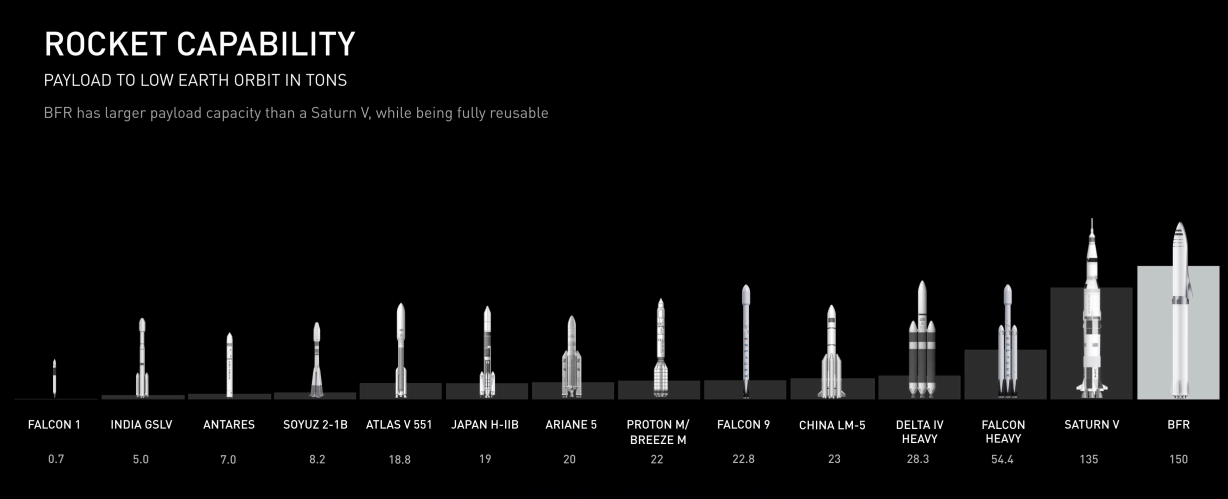 ROCKET CAPABILITY
PAYLOAD TO LOW EARTH ORBIT IN TONS
BFR has larger payload capacity than a Saturn V, while being fully reusable
FALCON 1
0.7
INDIA GSLV
5.0
ANTARES
7.0
SOYUZ 2-1B
8.2
ATLAS V 551
18.8
JAPAN H-IIB
19
ARIANE 5
20
PROTON M/
BREEZE M
22
FALCON 9
22.8
CHINA LM-5
23
DELTA IV
HEAVY
28.3
FALCON
HEAVY
54.4
SATURN V
135
BFR
150